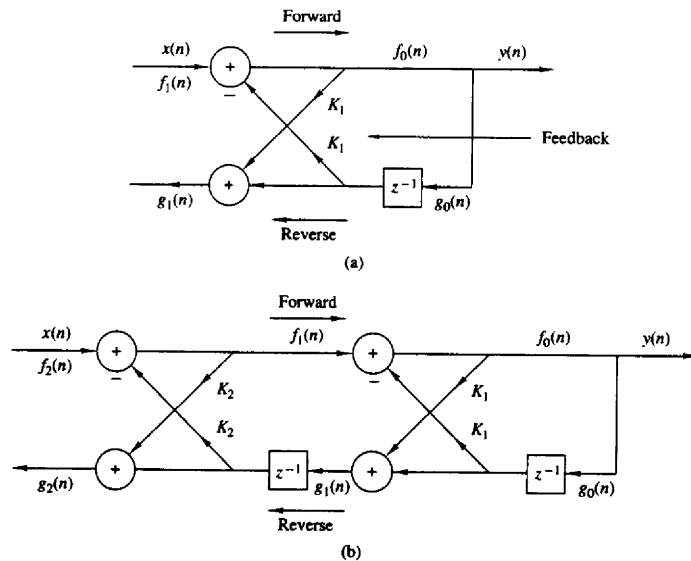 Forward
x(n)
f₀(n)
y(n)
+
f₁(n)
−
K₁
K₁
Feedback
+
z⁻¹
g₁(n)
g₀(n)
Reverse
(a)
Forward
x(n)
f₁(n)
f₀(n)
y(n)
+
+
f₂(n)
−
−
K₂
K₁
K₂
K₁
+
z⁻¹
+
z⁻¹
g₂(n)
g₁(n)
g₀(n)
Reverse
(b)